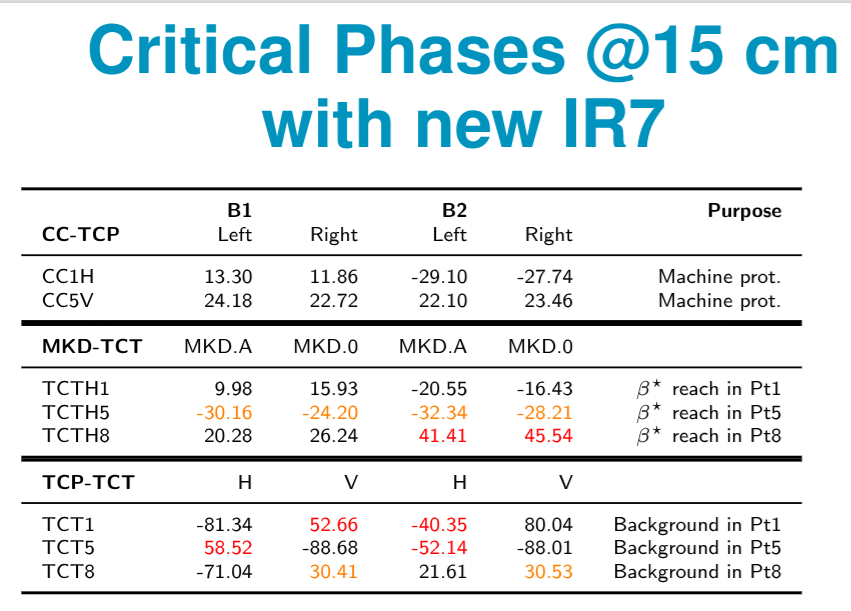 Critical Phases @15 cm
with new IR7
B1 B2 Purpose
CC-TCP Left Right Left Right
CC1H 13.30 11.86 -29.10 -27.74 Machine prot.
CC5V 24.18 22.72 22.10 23.46 Machine prot.
MKD-TCT MKD.A MKD.0 MKD.A MKD.0
TCTH1 9.98 15.93 -20.55 -16.43 β* reach in Pt1
TCTH5 -30.16 -24.20 -32.34 -28.21 β* reach in Pt5
TCTH8 20.28 26.24 41.41 45.54 β* reach in Pt8
TCP-TCT H V H V
TCT1 -81.34 52.66 -40.35 80.04 Background in Pt1
TCT5 58.52 -88.68 -52.14 -88.01 Background in Pt5
TCT8 -71.04 30.41 21.61 30.53 Background in Pt8